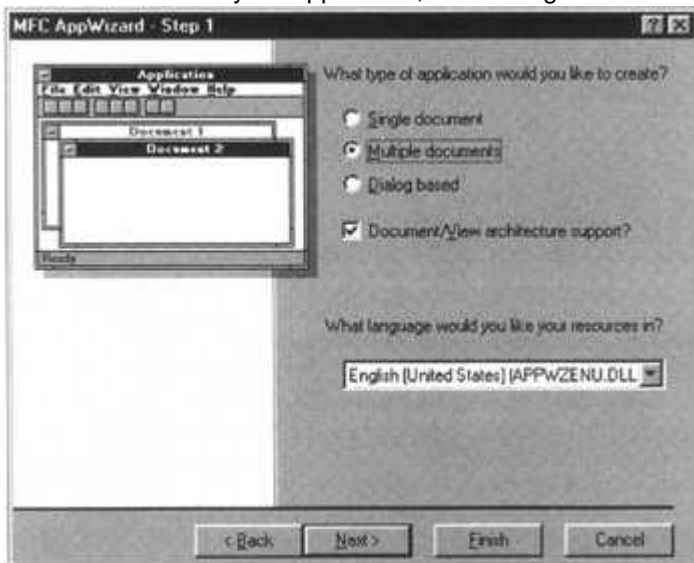 MFC AppWizard - Step 1
Application
File Edit View Window Help
Document 1
Document 2
Ready
What type of application would you like to create?
Single document
Multiple documents
Dialog based
Document/View architecture support?
What language would you like your resources in?
English [United States] (APPWZENU.DLL
< Back
Next >
Finish
Cancel